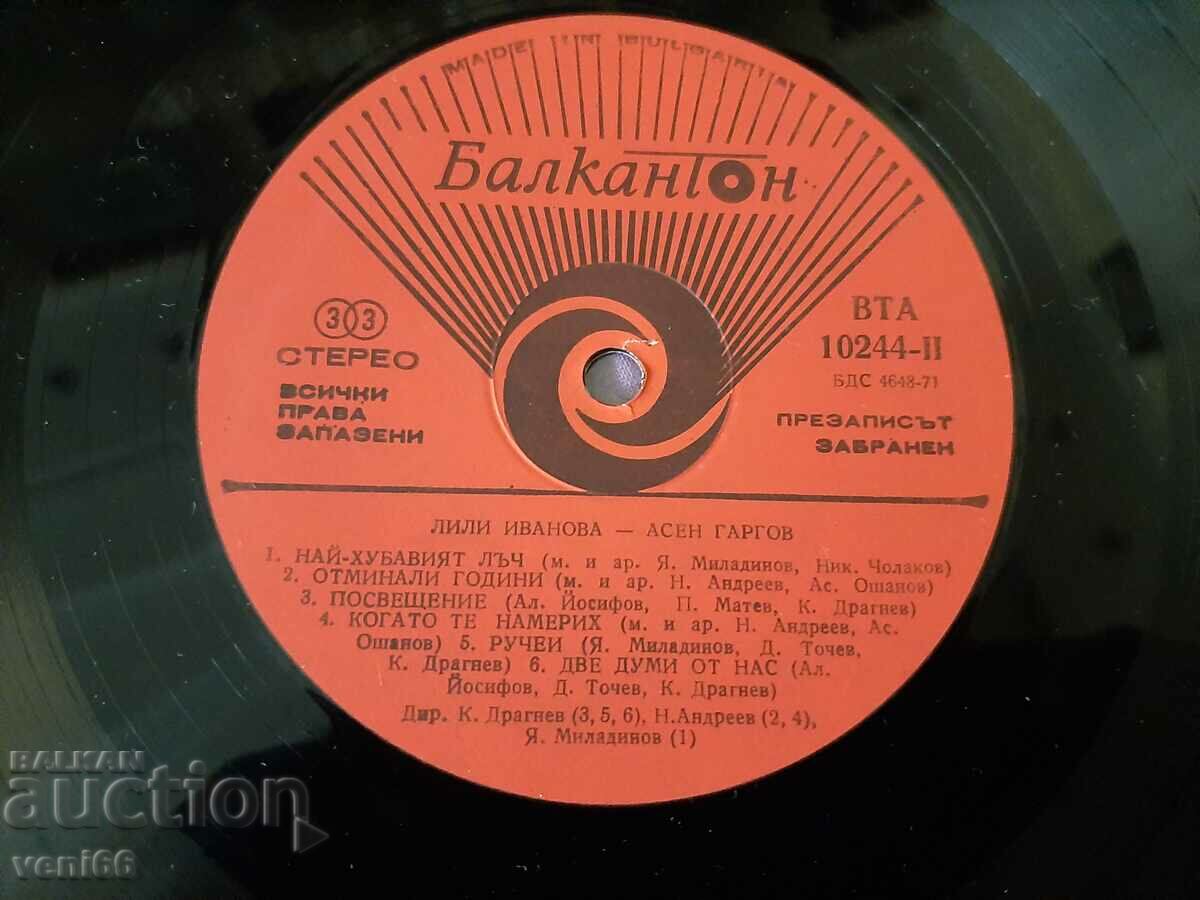 MADE IN BULGARIA
Балкантон
33
СТЕРЕО
ВСИЧКИ
ПРАВА
ЗАПАЗЕНИ
ВТА
10244-II
БДС 4648-71
ПРЕЗАПИСЪТ
ЗАБРАНЕН
ЛИЛИ ИВАНОВА — АСЕН ГАРГОВ
1. НАЙ-ХУБАВИЯТ ЛЪЧ (м. и ар. Я. Миладинов, Ник. Чолаков)
2. ОТМИНАЛИ ГОДИНИ (м. и ар. Н. Андреев, Ас. Ошанов)
3. ПОСВЕЩЕНИЕ (Ал. Йосифов, П. Матев, К. Драгнев)
4. КОГАТО ТЕ НАМЕРИХ (м. и ар. Н. Андреев, Ас.
Ошанов) 5. РУЧЕИ (Я. Миладинов, Д. Точев,
К. Драгнев) 6. ДВЕ ДУМИ ОТ НАС (Ал.
Йосифов, Д. Точев, К. Драгнев)
Дир. К. Драгнев (3, 5, 6), Н.Андреев (2, 4),
Я. Миладинов (1)
BALKAN
auction
veni66